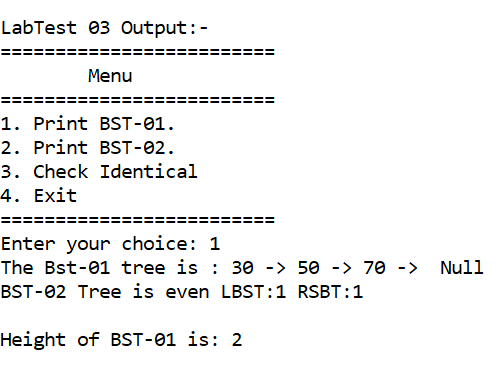 LabTest 03 Output:-
=========================
        Menu
=========================
1. Print BST-01.
2. Print BST-02.
3. Check Identical
4. Exit
=========================
Enter your choice: 1
The Bst-01 tree is : 30 -> 50 -> 70 ->  Null
BST-02 Tree is even LBST:1 RSBT:1
Height of BST-01 is: 2